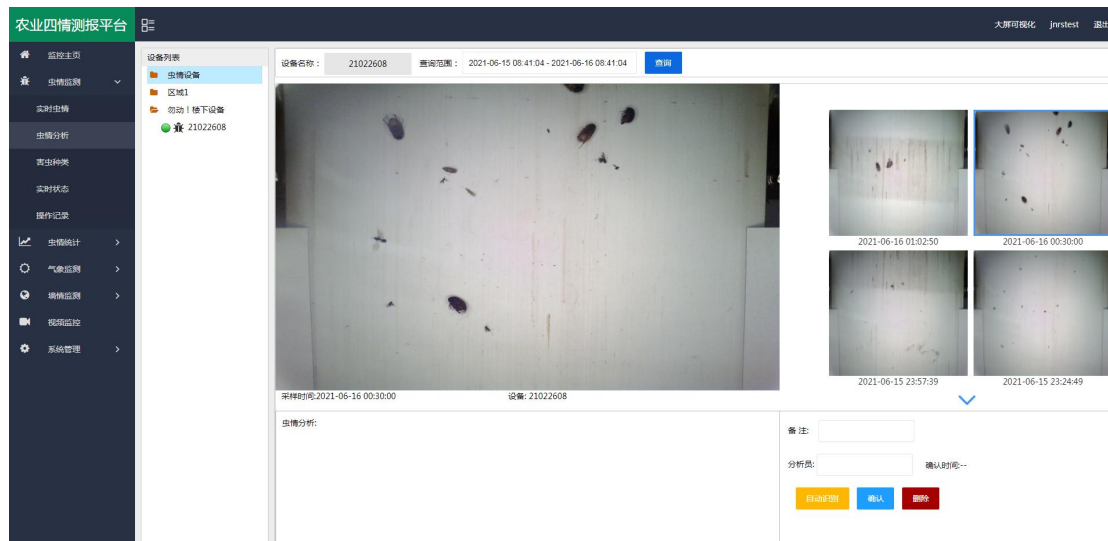 农业四情测报平台
大屏可视化 jnrstest 退出
监控主页
虫情监测
实时虫情
虫情分析
害虫种类
实时状态
操作记录
虫情统计
气象监测
墒情监测
视频监控
系统管理
设备列表
虫情设备
区域1
勿动！楼下设备
21022608
设备名称： 21022608 查询范围： 2021-06-15 08:41:04 - 2021-06-16 08:41:04 查询
2021-06-16 01:02:50 2021-06-16 00:30:00
2021-06-15 23:57:39 2021-06-15 23:24:49
采样时间:2021-06-16 00:30:00 设备: 21022608
虫情分析:
备 注:
分析员: 确认时间:--
自动识别 确认 删除